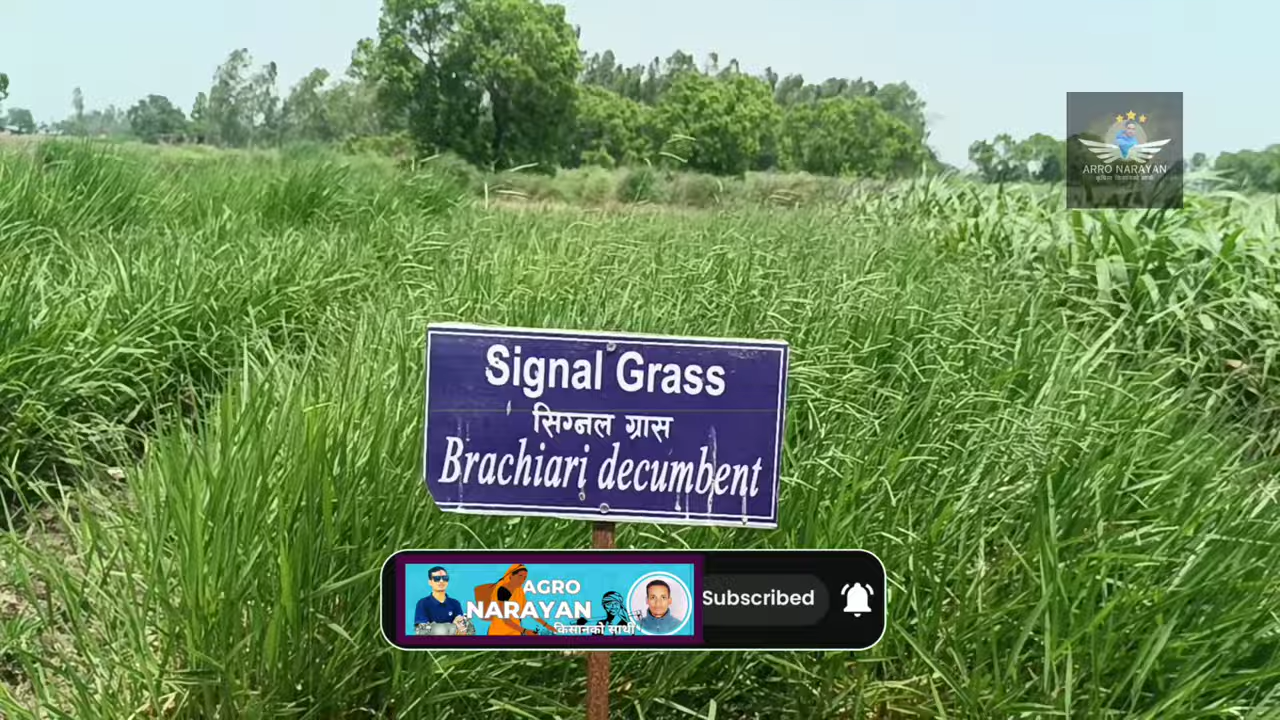 ARRO NARAYAN
Signal Grass
सिग्नल ग्रास
Brachiari decumbent
AGRO
NARAYAN
किसानको साथी
Subscribed